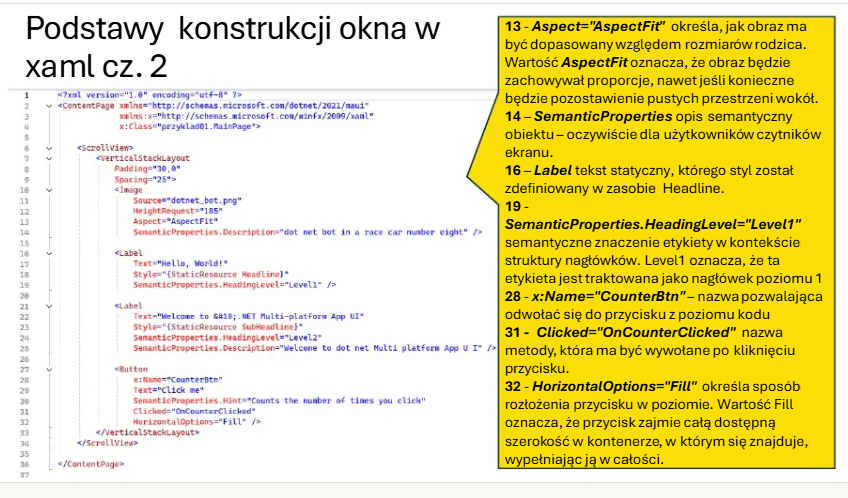 Podstawy konstrukcji okna w
xaml cz. 2
1 <?xml version="1.0" encoding="utf-8" ?>
2 <ContentPage xmlns="http://schemas.microsoft.com/dotnet/2021/maui"
3 xmlns:x="http://schemas.microsoft.com/winfx/2009/xaml"
4 x:Class="przyklad01.MainPage">
5
6 <ScrollView>
7 <VerticalStackLayout
8 Padding="30,0"
9 Spacing="25">
10 <Image
11 Source="dotnet_bot.png"
12 HeightRequest="185"
13 Aspect="AspectFit"
14 SemanticProperties.Description="dot net bot in a race car number eight" />
15
16 <Label
17 Text="Hello, World!"
18 Style="{StaticResource Headline}"
19 SemanticProperties.HeadingLevel="Level1" />
20
21 <Label
22 Text="Welcome to &#10;.NET Multi-platform App UI"
23 Style="{StaticResource SubHeadline}"
24 SemanticProperties.HeadingLevel="Level2"
25 SemanticProperties.Description="Welcome to dot net Multi platform App U I" />
26
27 <Button
28 x:Name="CounterBtn"
29 Text="Click me"
30 SemanticProperties.Hint="Counts the number of times you click"
31 Clicked="OnCounterClicked"
32 HorizontalOptions="Fill" />
33 </VerticalStackLayout>
34 </ScrollView>
35
36 </ContentPage>
37
13 - Aspect="AspectFit" określa, jak obraz ma
być dopasowany względem rozmiarów rodzica.
Wartość AspectFit oznacza, że obraz będzie
zachowywał proporcje, nawet jeśli konieczne
będzie pozostawienie pustych przestrzeni wokół.
14 – SemanticProperties opis semantyczny
obiektu – oczywiście dla użytkowników czytników
ekranu.
16 – Label tekst statyczny, którego styl został
zdefiniowany w zasobie Headline.
19 -
SemanticProperties.HeadingLevel="Level1"
semantyczne znaczenie etykiety w kontekście
struktury nagłówków. Level1 oznacza, że ta
etykieta jest traktowana jako nagłówek poziomu 1
28 - x:Name="CounterBtn" – nazwa pozwalająca
odwołać się do przycisku z poziomu kodu
31 - Clicked="OnCounterClicked" nazwa
metody, która ma być wywołane po kliknięciu
przycisku.
32 - HorizontalOptions="Fill" określa sposób
rozłożenia przycisku w poziomie. Wartość Fill
oznacza, że przycisk zajmie całą dostępną
szerokość w kontenerze, w którym się znajduje,
wypełniając ją w całości.